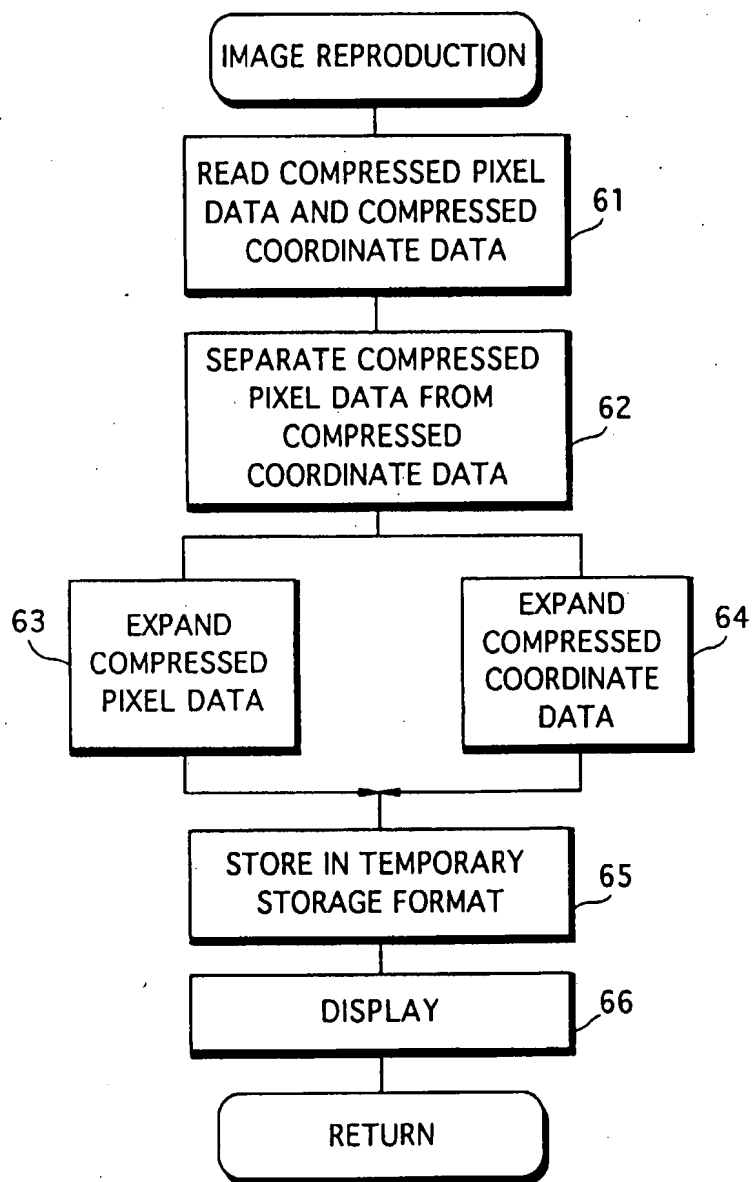 IMAGE REPRODUCTION
READ COMPRESSED PIXEL
DATA AND COMPRESSED
COORDINATE DATA
61
SEPARATE COMPRESSED
PIXEL DATA FROM
COMPRESSED
COORDINATE DATA
62
63
EXPAND
COMPRESSED
PIXEL DATA
EXPAND
COMPRESSED
COORDINATE
DATA
64
STORE IN TEMPORARY
STORAGE FORMAT
65
DISPLAY
66
RETURN